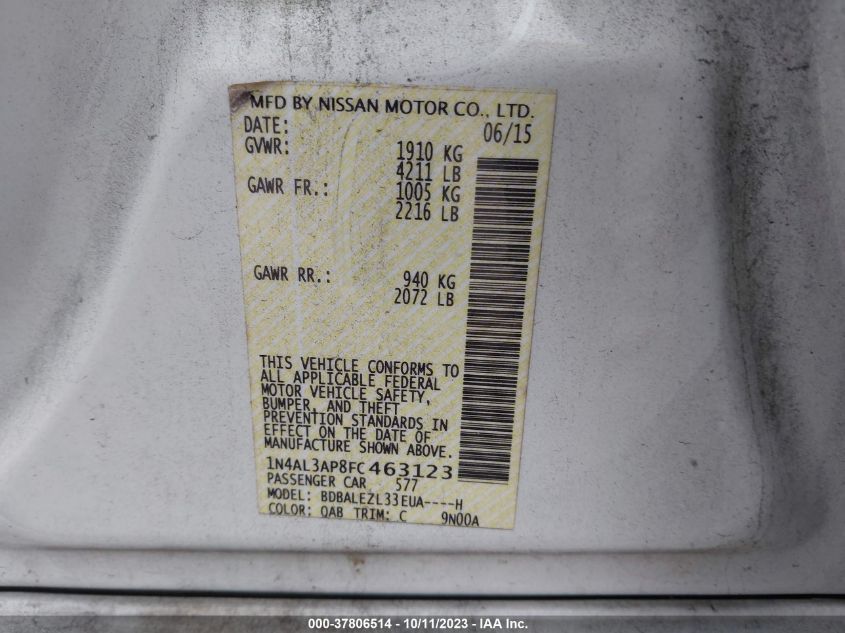 MFD BY NISSAN MOTOR CO., LTD.
DATE: 06/15
GVWR: 1910 KG
4211 LB
GAWR FR.: 1005 KG
2216 LB
GAWR RR.: 940 KG
2072 LB
THIS VEHICLE CONFORMS TO
ALL APPLICABLE FEDERAL
MOTOR VEHICLE SAFETY,
BUMPER, AND THEFT
PREVENTION STANDARDS IN
EFFECT ON THE DATE OF
MANUFACTURE SHOWN ABOVE.
1N4AL3AP8FC463123
PASSENGER CAR 577
MODEL: BDBALEZL33EUA----H
COLOR: QAB TRIM: C 9N00A
000-37806514 - 10/11/2023 - IAA Inc.